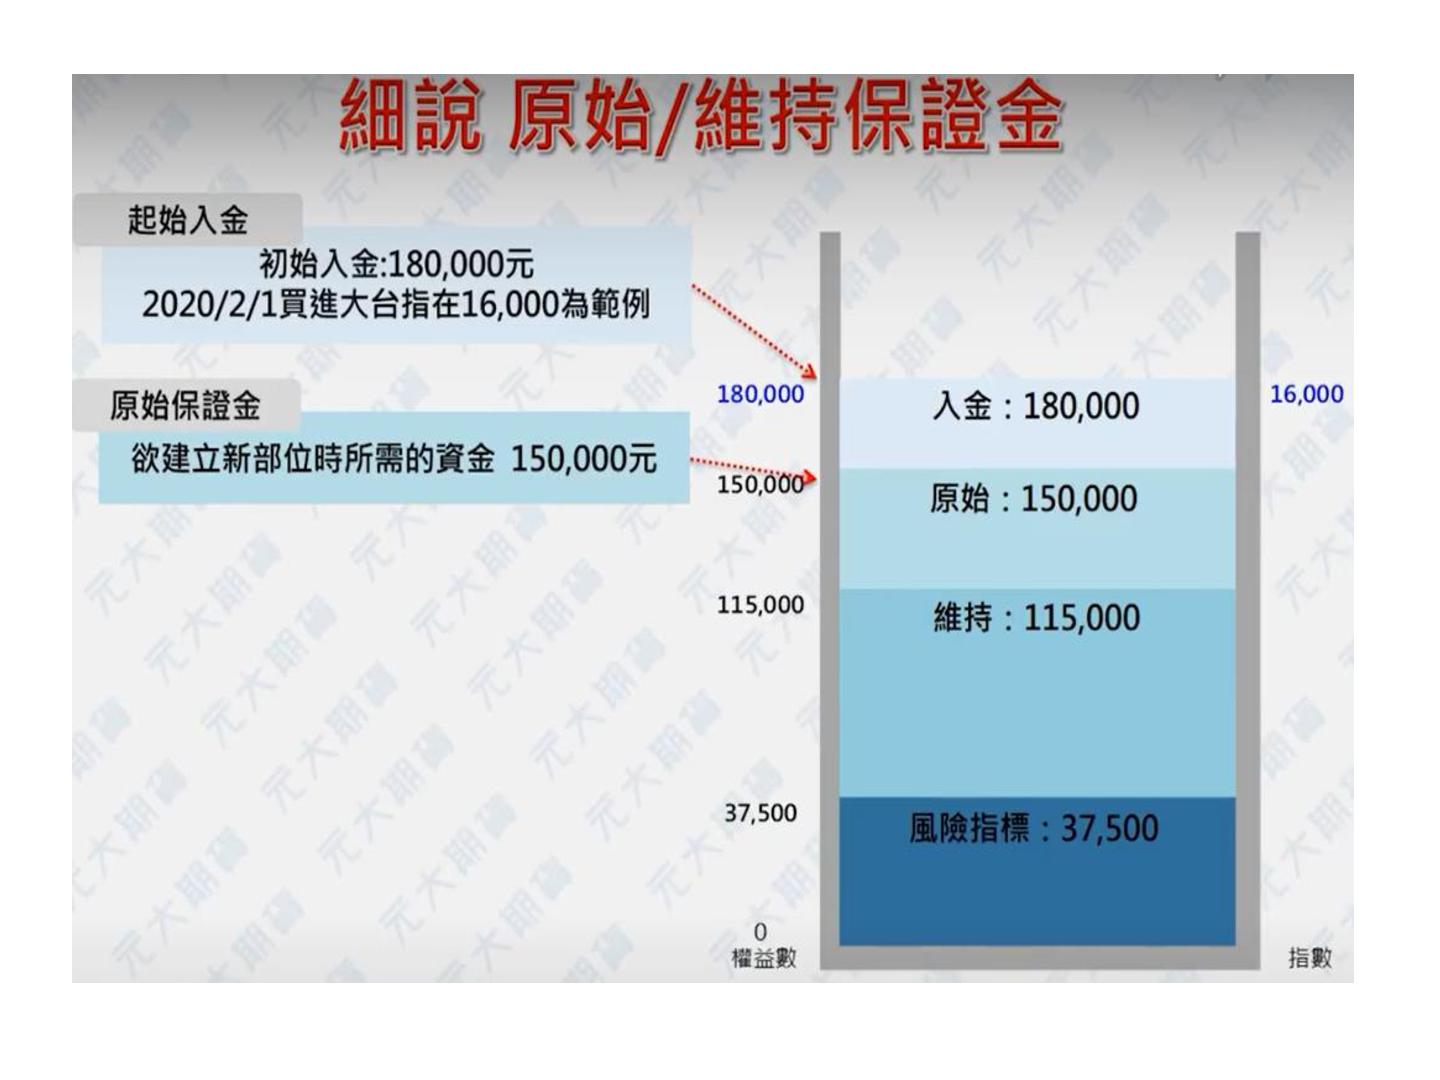 細說 原始/維持保證金
起始入金
初始入金:180,000元
2020/2/1買進大台指在16,000為範例
原始保證金
欲建立新部位時所需的資金 150,000元
180,000
入金：180,000
16,000
150,000
原始：150,000
115,000
維持：115,000
37,500
風險指標：37,500
0
權益數
指數
元大期貨